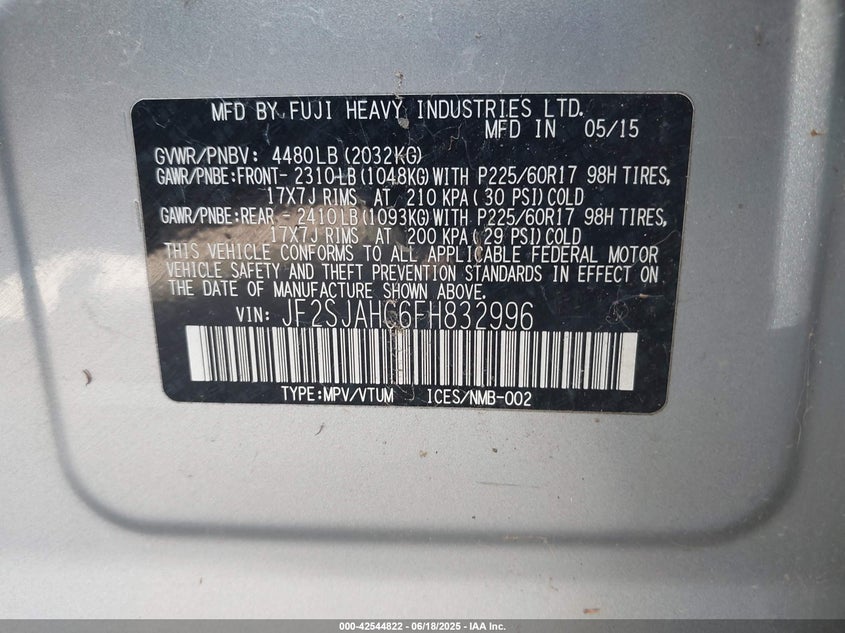 MFD BY FUJI HEAVY INDUSTRIES LTD.
MFD IN 05/15
GVWR/PNBV: 4480LB (2032KG)
GAWR/PNBE:FRONT- 2310-LB (1048KG) WITH P225/60R17 98H TIRES,
17X7J RIMS AT 210 KPA ( 30 PSI) COLD
GAWR/PNBE:REAR - 2410LB (1093KG) WITH P225/60R17 98H TIRES,
17X7J RIMS AT 200 KPA ( 29 PSI) COLD
THIS VEHICLE CONFORMS TO ALL APPLICABLE FEDERAL MOTOR
VEHICLE SAFETY AND THEFT PREVENTION STANDARDS IN EFFECT ON
THE DATE OF MANUFACTURE SHOWN ABOVE.
VIN: JF2SJAHC6FH832996
TYPE:MPV/VTUM ICES/NMB-002
000-42544822 - 06/18/2025 - IAA Inc.